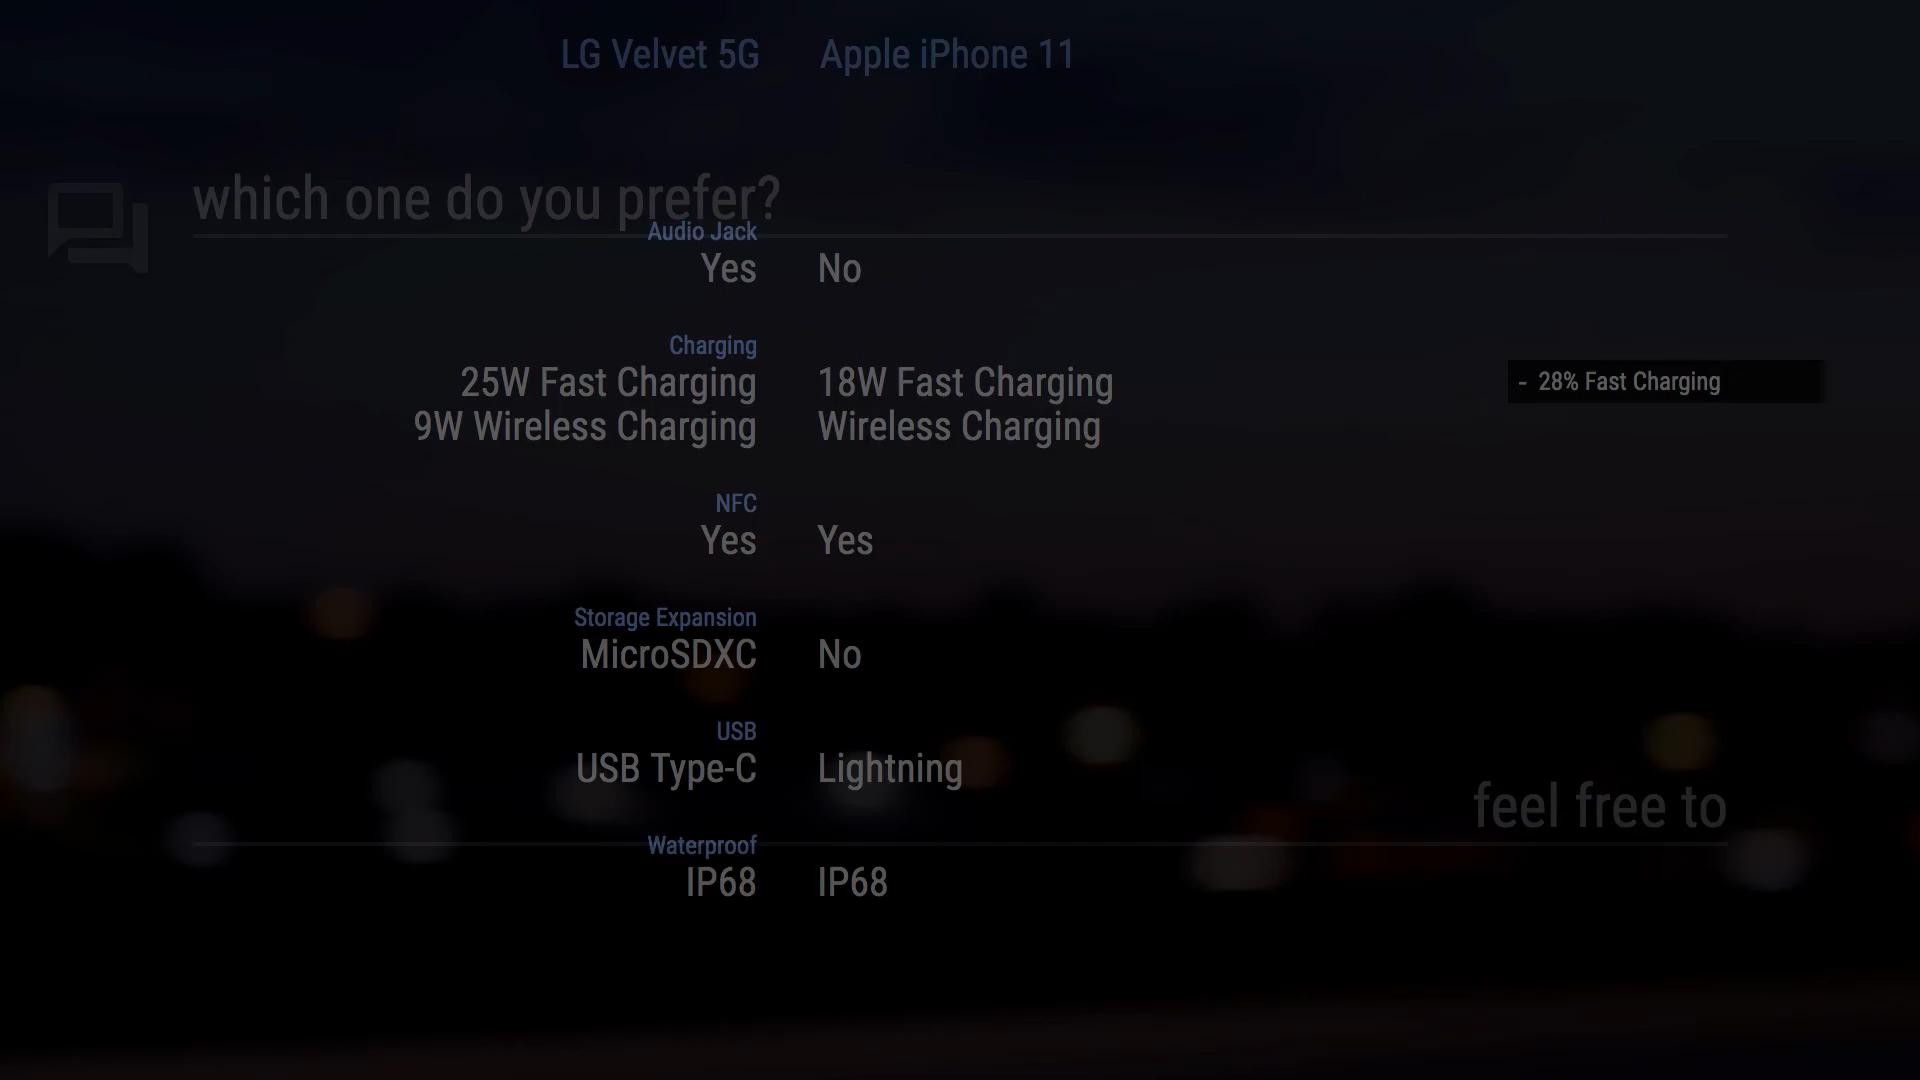 LG Velvet 5G Apple iPhone 11
which one do you prefer?
Audio Jack
Yes No
Charging
25W Fast Charging 18W Fast Charging
- 28% Fast Charging
9W Wireless Charging Wireless Charging
NFC
Yes Yes
Storage Expansion
MicroSDXC No
USB
USB Type-C Lightning
feel free to
Waterproof
IP68 IP68